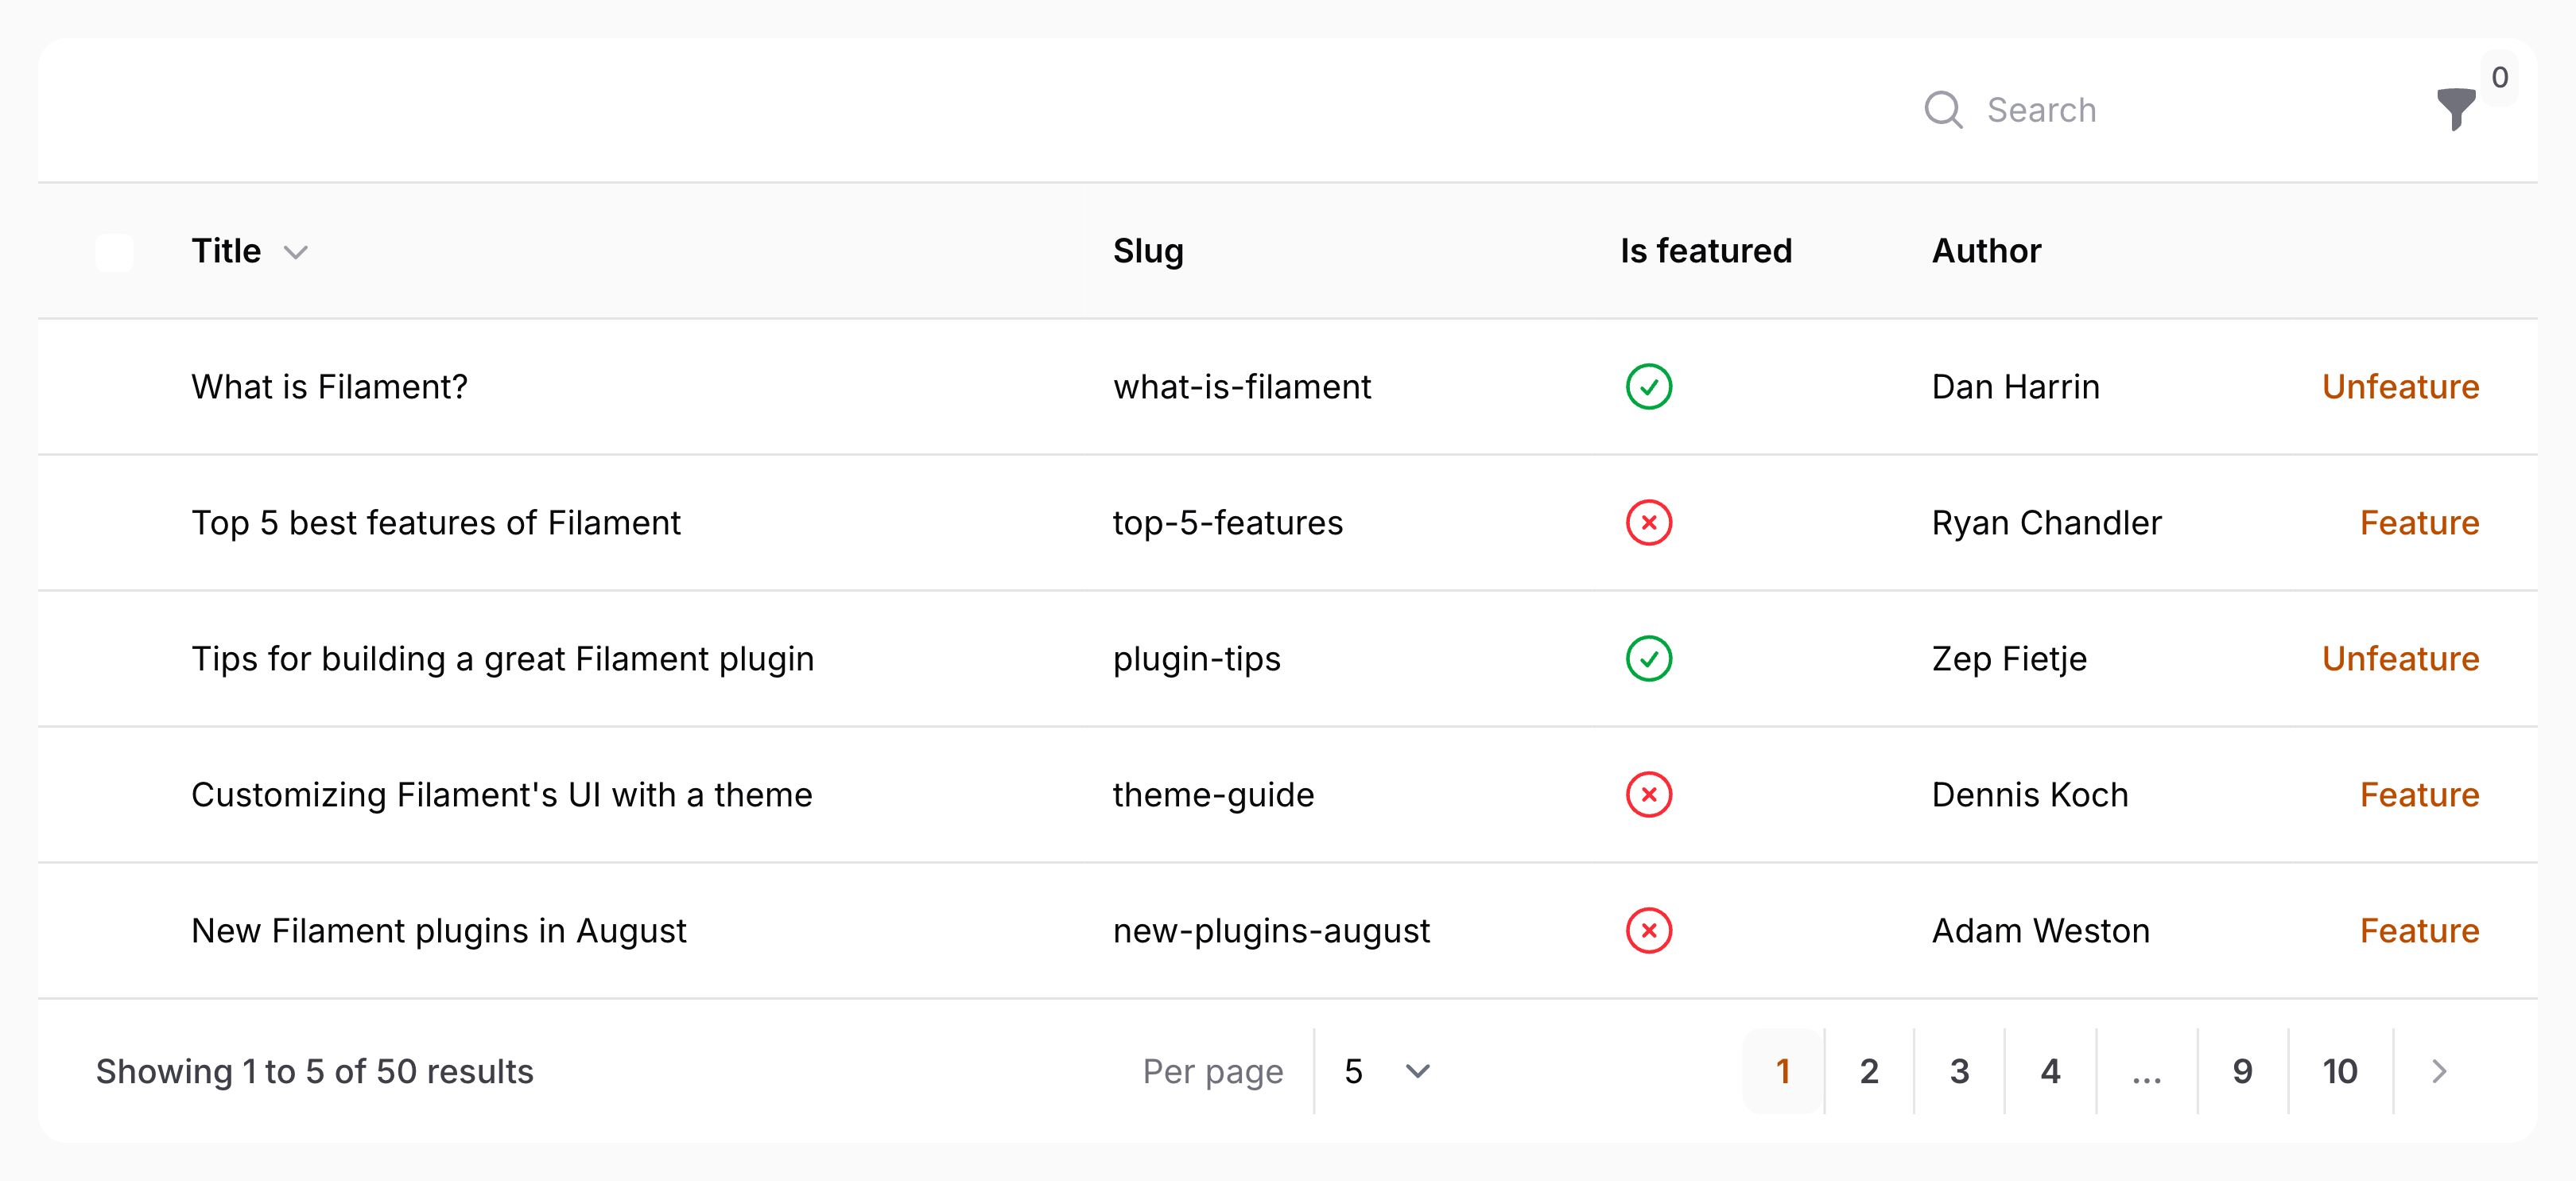 Search 0
Title Slug Is featured Author
What is Filament? what-is-filament Dan Harrin Unfeature
Top 5 best features of Filament top-5-features Ryan Chandler Feature
Tips for building a great Filament plugin plugin-tips Zep Fietje Unfeature
Customizing Filament's UI with a theme theme-guide Dennis Koch Feature
New Filament plugins in August new-plugins-august Adam Weston Feature
Showing 1 to 5 of 50 results Per page 5 1 2 3 4 ... 9 10